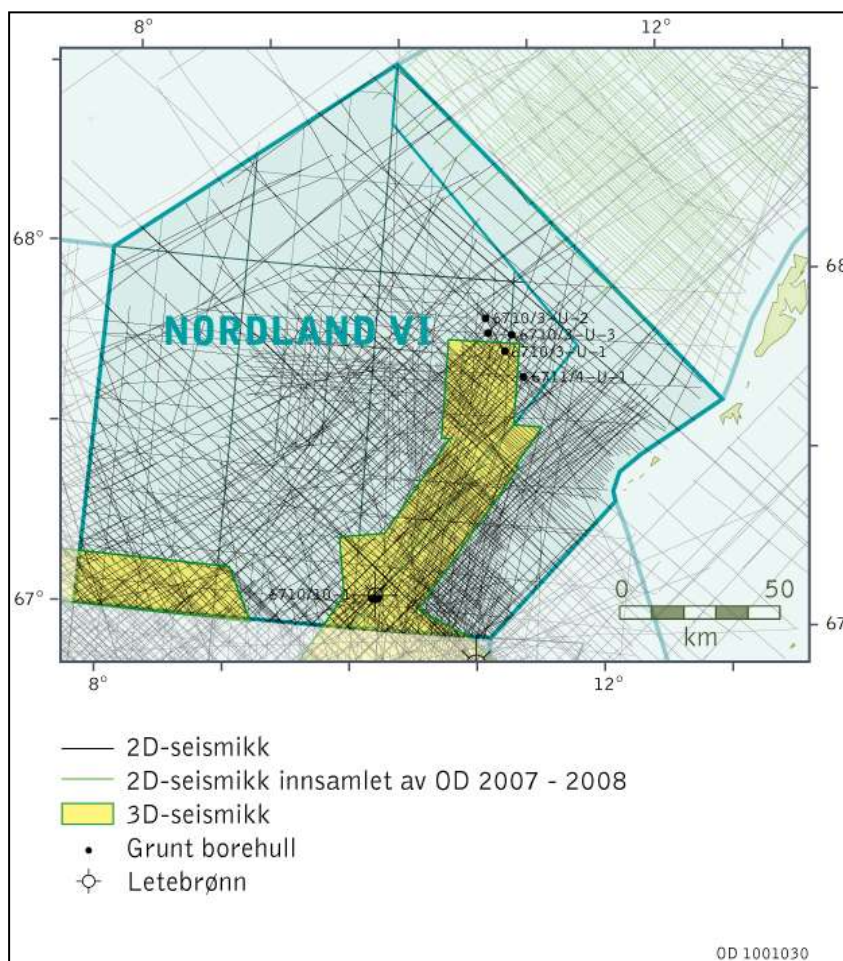 8° 12°
68°
68
NORDLAND VI
6710/3-U-2
6710/3-U-3
6710/3-U-1
6711/4-U-1
67°
6710/10-1
0 50
km
67
8° 12°
2D-seismikk
2D-seismikk innsamlet av OD 2007 - 2008
3D-seismikk
Grunt borehull
Letebrønn
OD 1001030